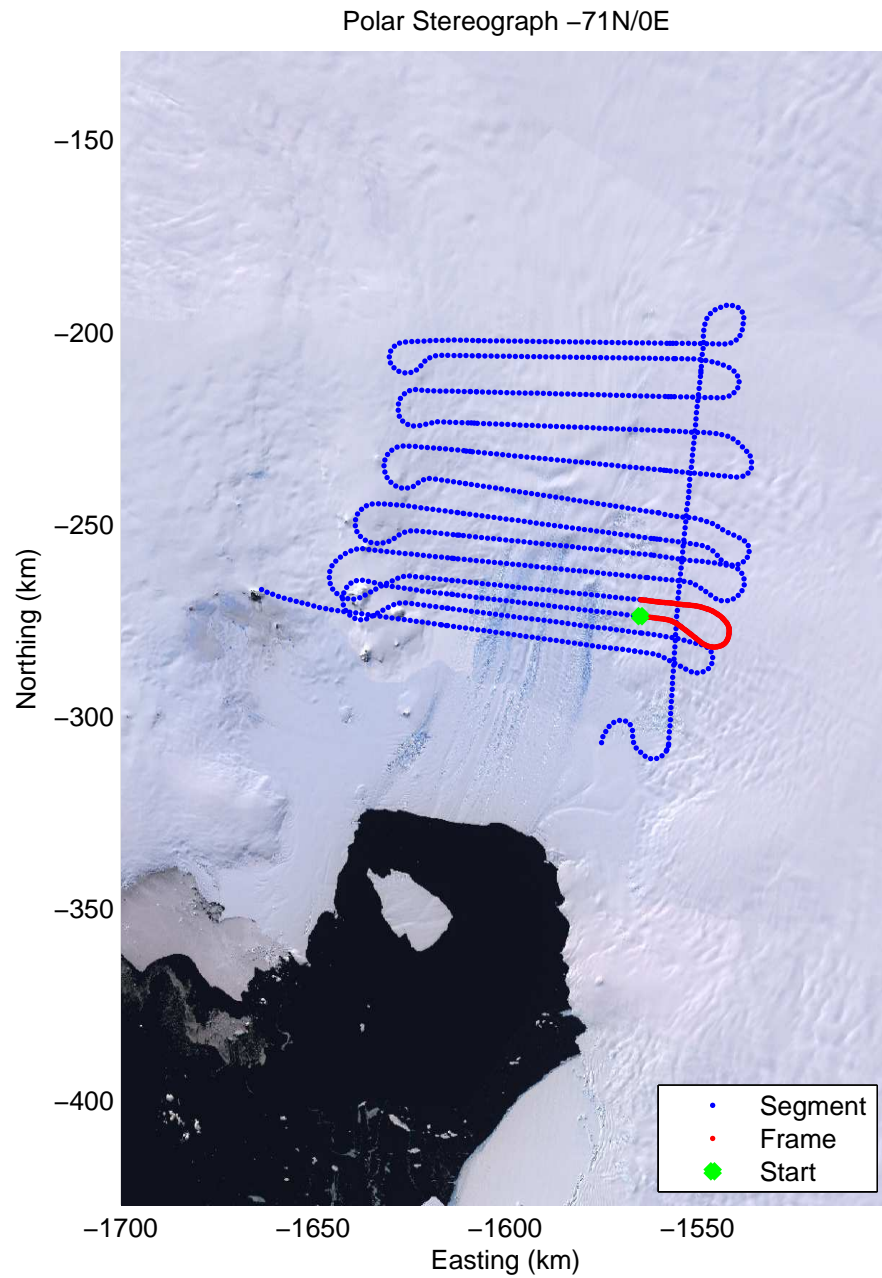 Polar Stereograph −71N/0E
−150
−200
−250
−300
−350
−400
Northing (km)
−1700
−1650
−1600
−1550
Easting (km)
Segment
Frame
Start